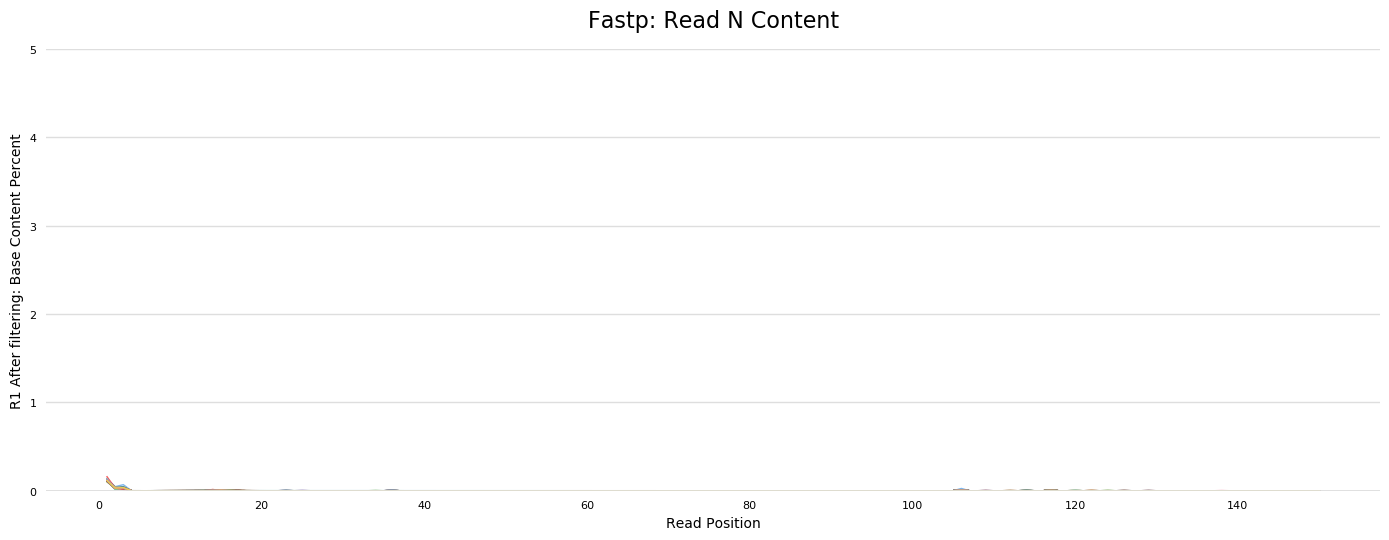 Fastp: Read N Content
R1 After filtering: Base Content Percent
5
4
3
2
1
0
0 20 40 60 80 100 120 140
Read Position